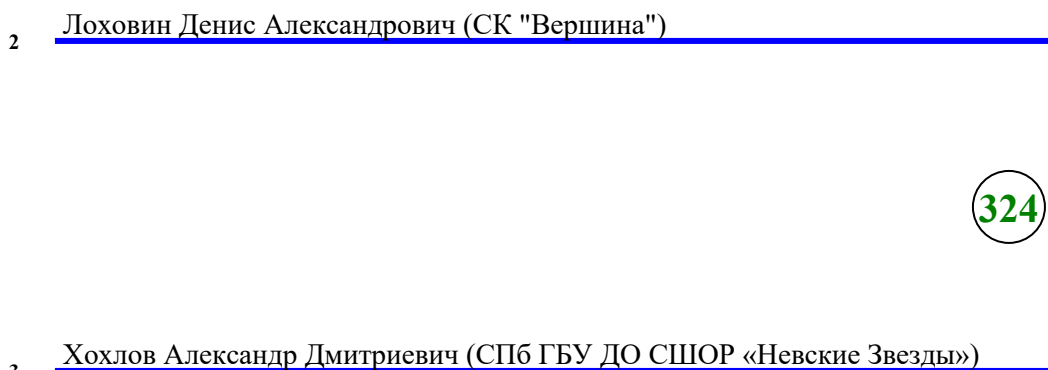 Лоховин Денис Александрович (СК "Вершина")
2
324
Хохлов Александр Дмитриевич (СПб ГБУ ДО СШОР «Невские Звезды»)